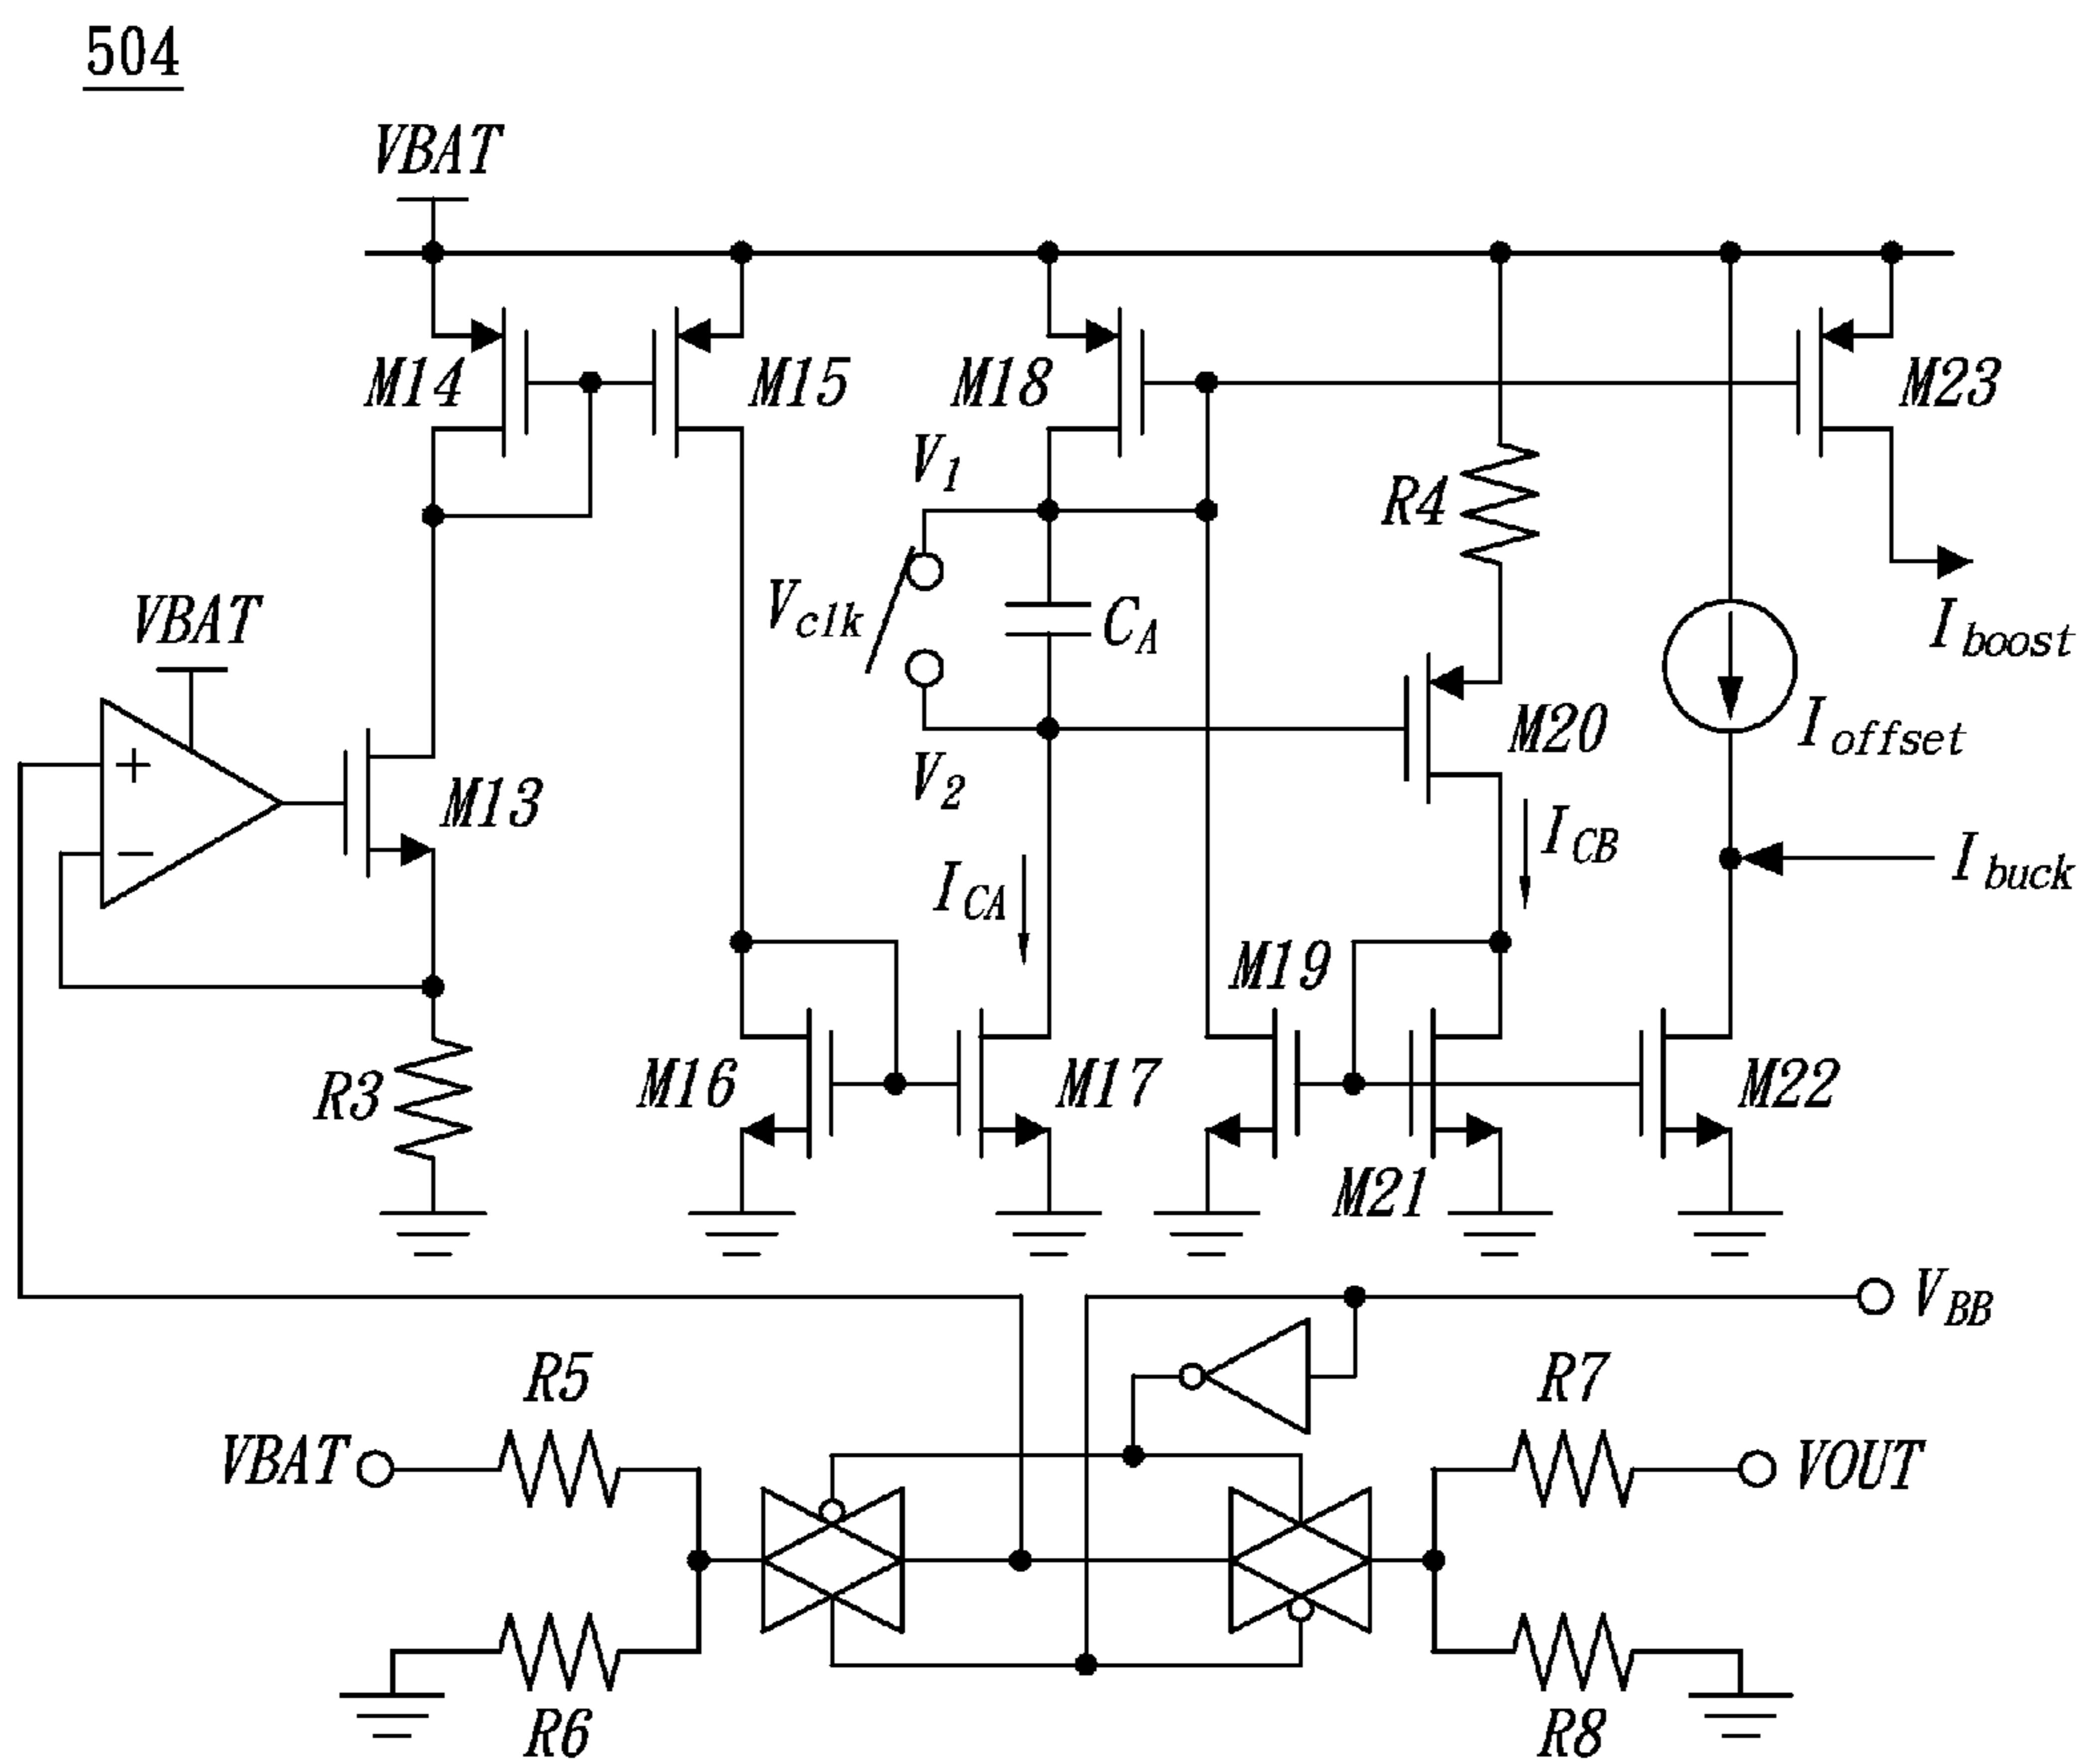 504
VBAT
M14
M15
M18
M23
V1
R4
Vclk
CA
VBAT
Iboost
M20
Ioffset
M13
V2
ICB
ICA
Ibuck
M19
R3
M16
M17
M22
M21
VBB
R5
R7
VBAT
VOUT
R6
R8
+
−